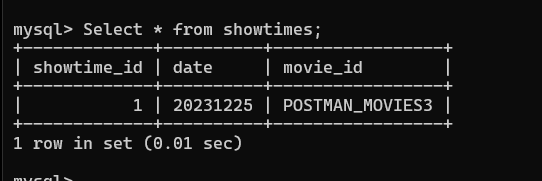 mysql> Select * from showtimes;
+-------------+----------+-----------------+
| showtime_id | date     | movie_id        |
+-------------+----------+-----------------+
|           1 | 20231225 | POSTMAN_MOVIES3 |
+-------------+----------+-----------------+
1 row in set (0.01 sec)
mysql>